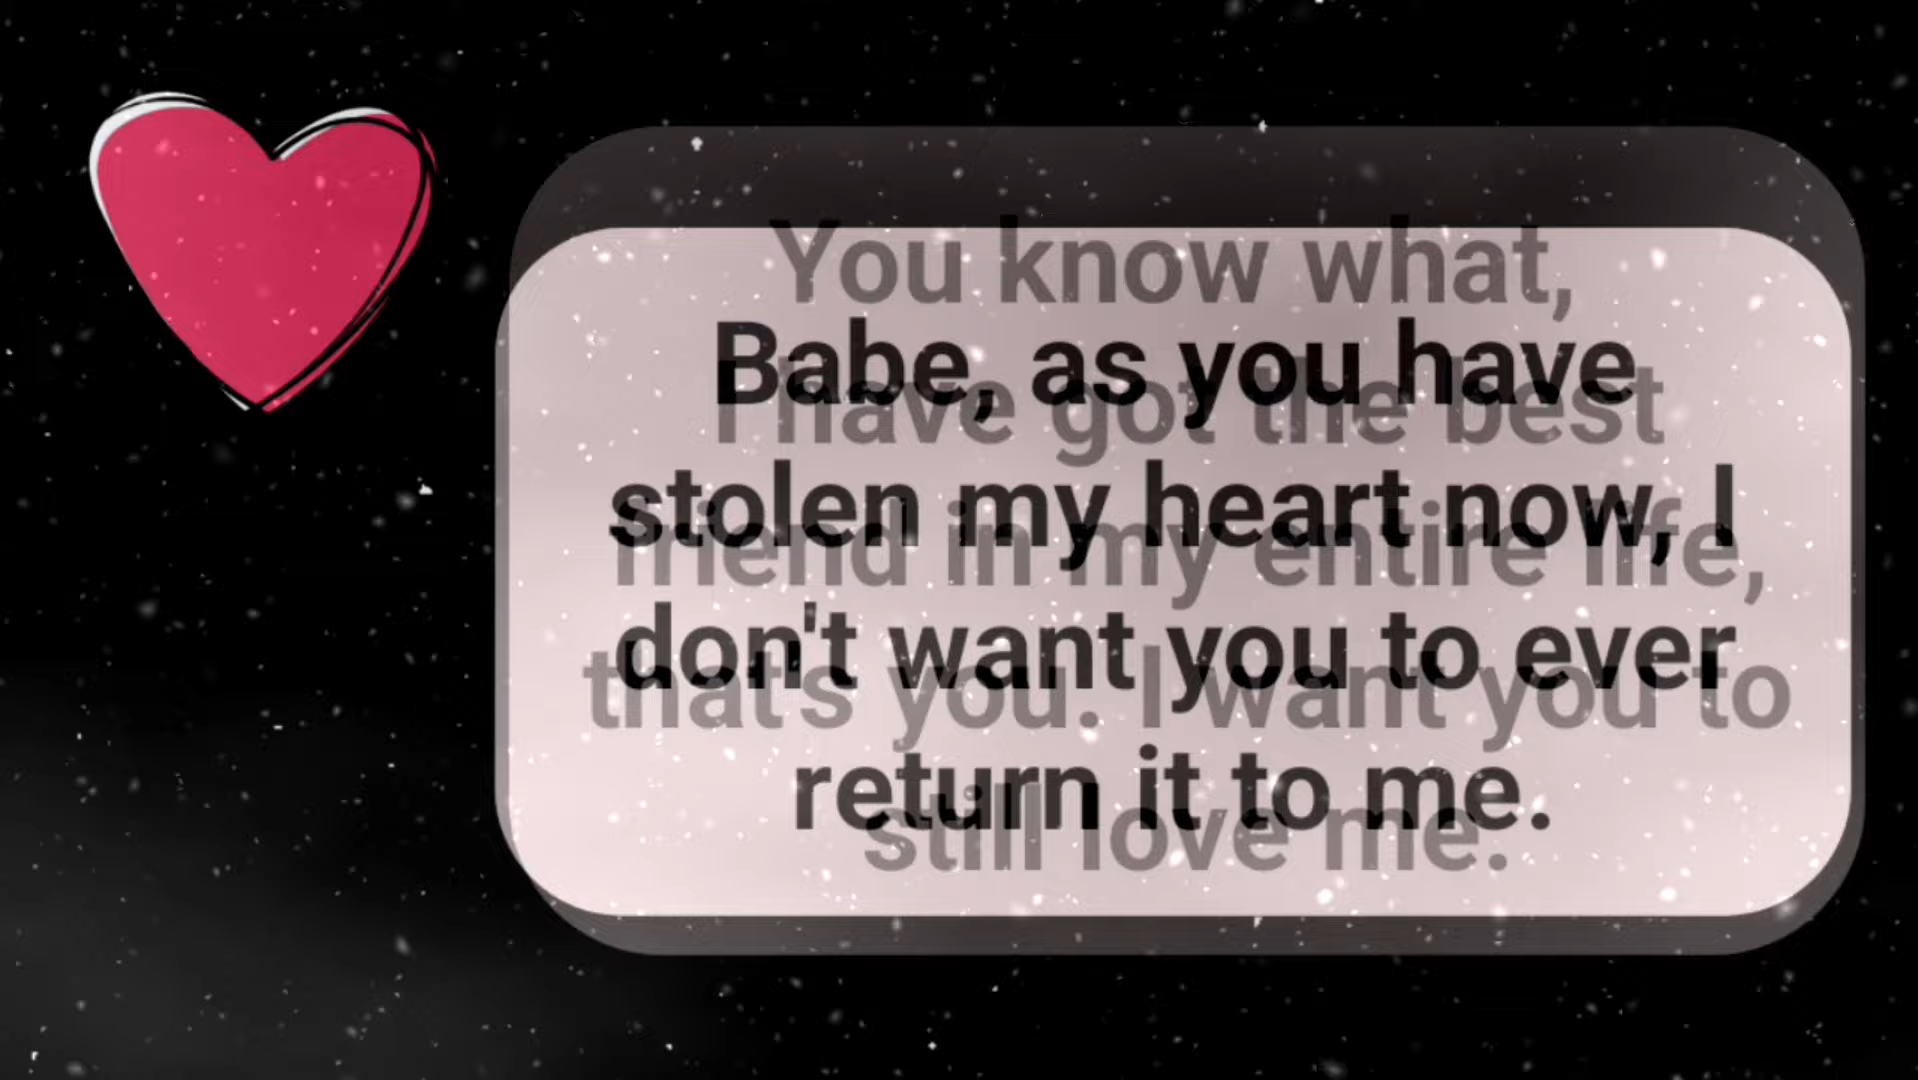 You know what,
I have got the best
friend in my entire life,
that's you. I want you to
still love me.
Babe, as you have
stolen my heart now, I
don't want you to ever
return it to me.